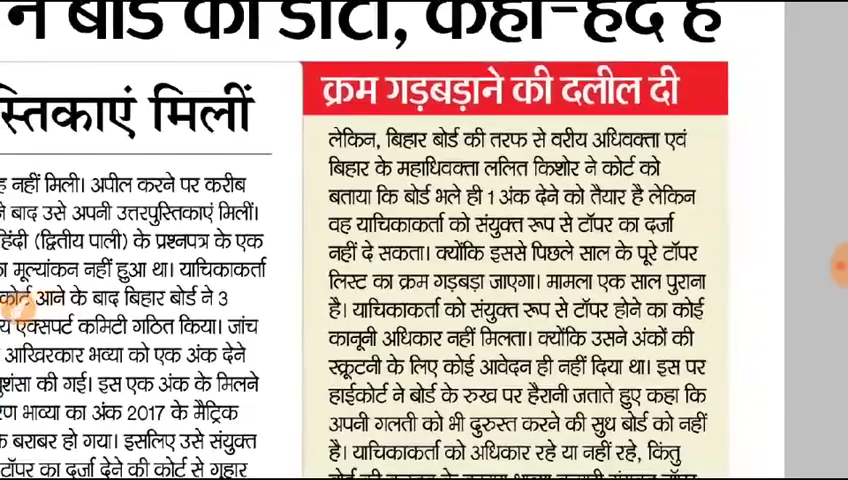 ने बोर्ड को डांटा, कहा-हद है
स्तिकाएं मिलीं
ह नहीं मिली। अपील करने पर करीब
ने बाद उसे अपनी उत्तरपुस्तिकाएं मिलीं।
हिंदी (द्वितीय पाली) के प्रश्नपत्र के एक
का मूल्यांकन नहीं हुआ था। याचिकाकर्ता
कोर्ट आने के बाद बिहार बोर्ड ने 3
य एक्सपर्ट कमिटी गठित किया। जांच
आखिरकार भव्या को एक अंक देने
नुशंसा की गई। इस एक अंक के मिलने
रण भाव्या का अंक 2017 के मैट्रिक
के बराबर हो गया। इसलिए उसे संयुक्त
टॉपर का दर्जा देने की कोर्ट से गुहार
क्रम गड़बड़ाने की दलील दी
लेकिन, बिहार बोर्ड की तरफ से वरीय अधिवक्ता एवं
बिहार के महाधिवक्ता ललित किशोर ने कोर्ट को
बताया कि बोर्ड भले ही 1 अंक देने को तैयार है लेकिन
वह याचिकाकर्ता को संयुक्त रूप से टॉपर का दर्जा
नहीं दे सकता। क्योंकि इससे पिछले साल के पूरे टॉपर
लिस्ट का क्रम गड़बड़ा जाएगा। मामला एक साल पुराना
है। याचिकाकर्ता को संयुक्त रूप से टॉपर होने का कोई
कानूनी अधिकार नहीं मिलता। क्योंकि उसने अंकों की
स्क्रूटनी के लिए कोई आवेदन ही नहीं दिया था। इस पर
हाईकोर्ट ने बोर्ड के रुख पर हैरानी जताते हुए कहा कि
अपनी गलती को भी दुरुस्त करने की सुध बोर्ड को नहीं
है। याचिकाकर्ता को अधिकार रहे या नहीं रहे, किंतु